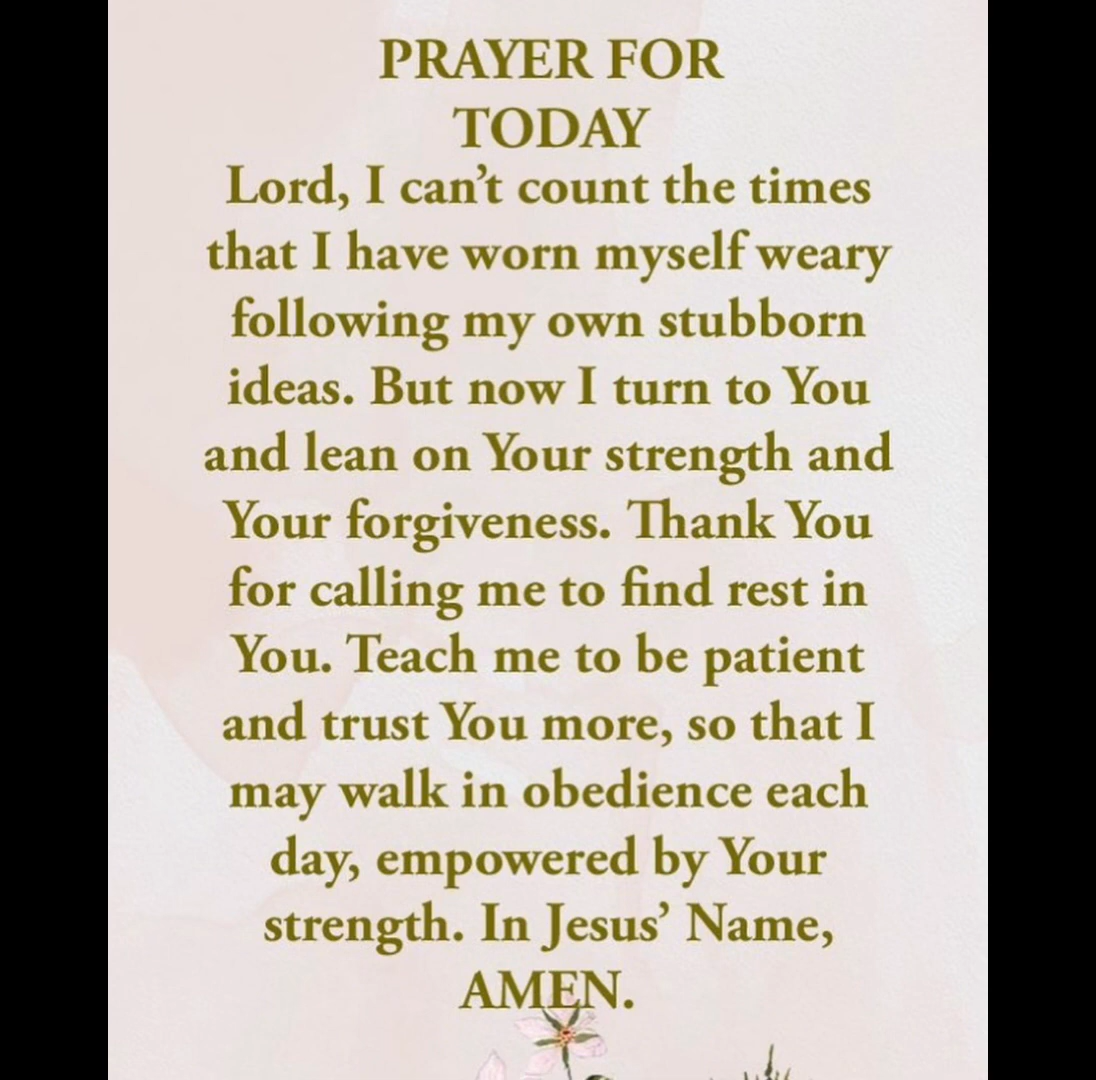 PRAYER FOR
TODAY
Lord, I can’t count the times
that I have worn myself weary
following my own stubborn
ideas. But now I turn to You
and lean on Your strength and
Your forgiveness. Thank You
for calling me to find rest in
You. Teach me to be patient
and trust You more, so that I
may walk in obedience each
day, empowered by Your
strength. In Jesus’ Name,
AMEN.